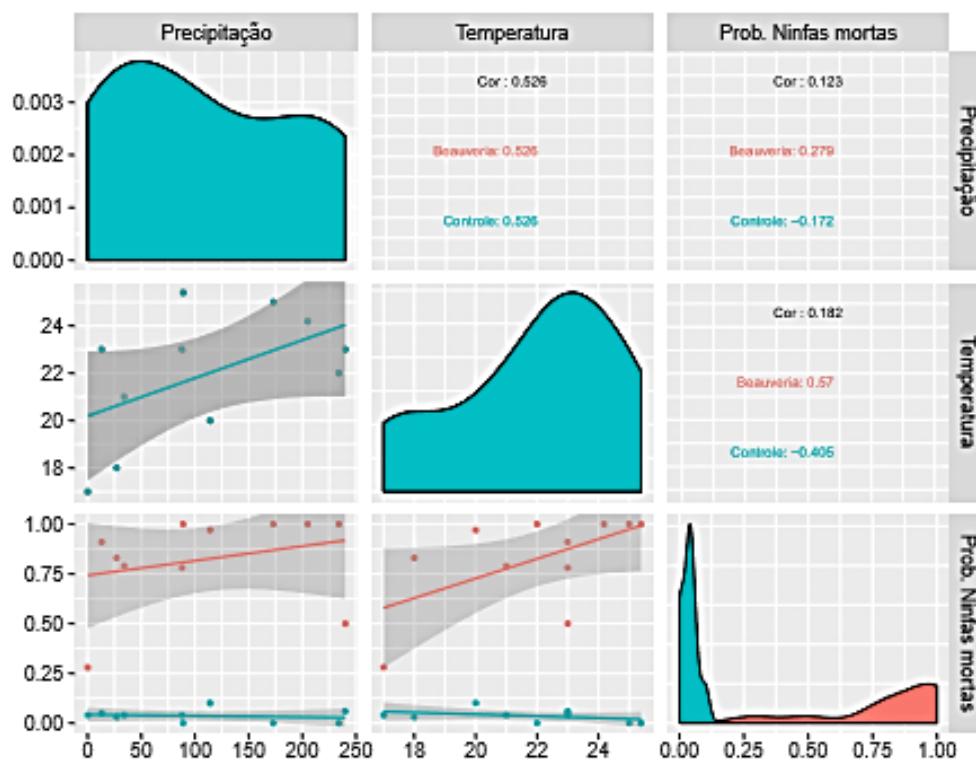 Precipitação Temperatura Prob. Ninfas mortas
Cor : 0.526
Cor : 0.123
0.003
Beauveria: 0.526
Beauveria: 0.279
0.002
0.001
Controle: 0.526
Controle: −0.172
0.000
Precipitação
24
22
20
18
Cor : 0.182
Beauveria: 0.57
Controle: −0.405
Temperatura
1.00
0.75
0.50
0.25
0.00
Prob. Ninfas mortas
0 50 100 150 200 250 18 20 22 24 0.00 0.25 0.50 0.75 1.00